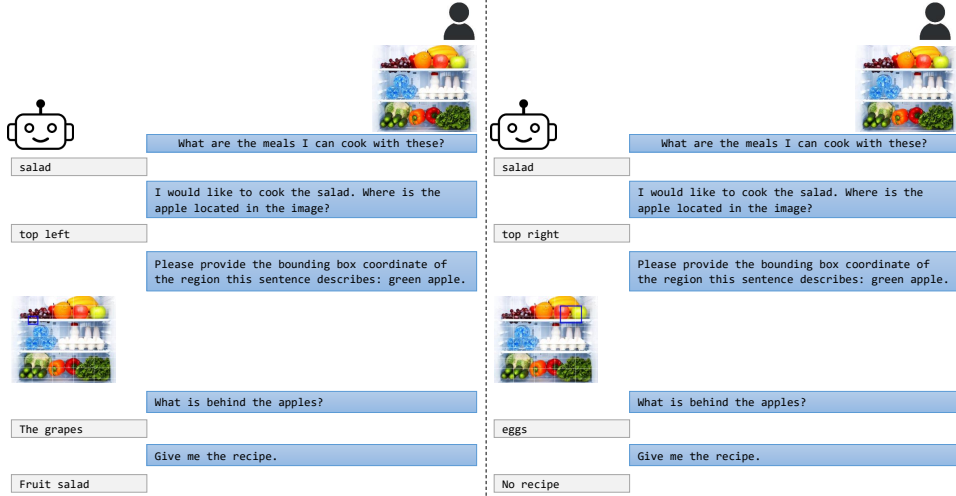 What are the meals I can cook with these?
salad
I would like to cook the salad. Where is the
apple located in the image?
top left
Please provide the bounding box coordinate of
the region this sentence describes: green apple.
What is behind the apples?
The grapes
Give me the recipe.
Fruit salad
What are the meals I can cook with these?
salad
I would like to cook the salad. Where is the
apple located in the image?
top right
Please provide the bounding box coordinate of
the region this sentence describes: green apple.
What is behind the apples?
eggs
Give me the recipe.
No recipe